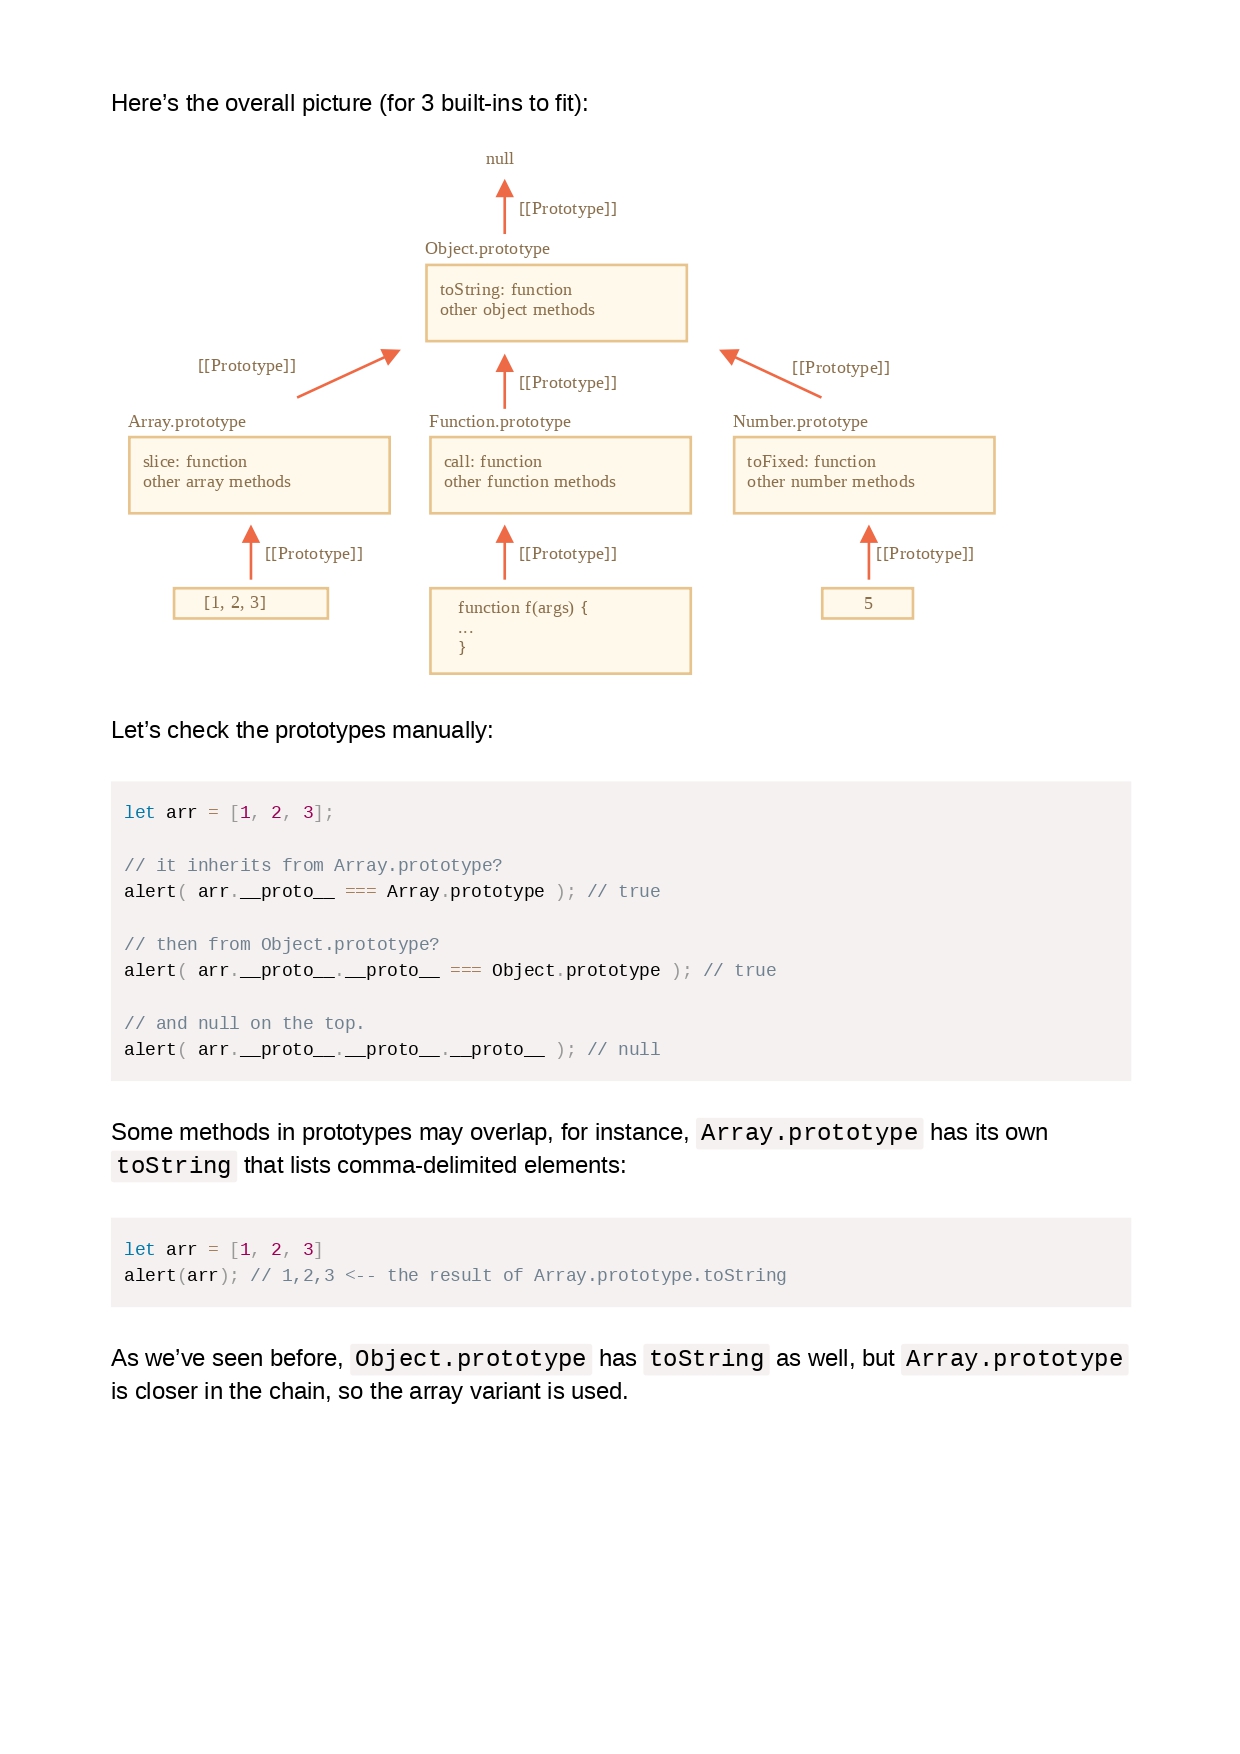 Here’s the overall picture (for 3 built-ins to fit):
null
[[Prototype]]
Object.prototype
toString: function
other object methods
[[Prototype]]
[[Prototype]]
[[Prototype]]
Array.prototype
Function.prototype
Number.prototype
slice: function
other array methods
call: function
other function methods
toFixed: function
other number methods
[[Prototype]]
[[Prototype]]
[[Prototype]]
[1, 2, 3]
function f(args) {
...
}
5
Let’s check the prototypes manually:
let arr = [1, 2, 3];
// it inherits from Array.prototype?
alert( arr.__proto__ === Array.prototype ); // true
// then from Object.prototype?
alert( arr.__proto__.__proto__ === Object.prototype ); // true
// and null on the top.
alert( arr.__proto__.__proto__.__proto__ ); // null
Some methods in prototypes may overlap, for instance, Array.prototype has its own
toString that lists comma-delimited elements:
let arr = [1, 2, 3]
alert(arr); // 1,2,3 <-- the result of Array.prototype.toString
As we’ve seen before, Object.prototype has toString as well, but Array.prototype
is closer in the chain, so the array variant is used.